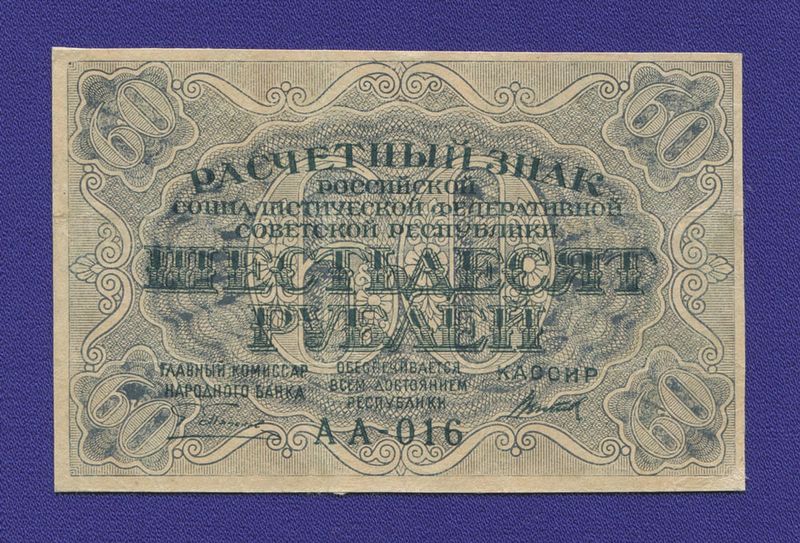 60 60
РАСЧЕТНЫЙ ЗНАК
РОССИЙСКОЙ
СОЦИАЛИСТИЧЕСКОЙ ФЕДЕРАТИВНОЙ
СОВЕТСКОЙ РЕСПУБЛИКИ
60
ШЕСТЬДЕСЯТ
РУБЛЕЙ
ГЛАВНЫЙ КОМИССАР
НАРОДНОГО БАНКА
ОБЕСПЕЧИВАЕТСЯ
ВСЕМ ДОСТОЯНИЕМ
РЕСПУБЛИКИ
КАССИР
АА-016
60 60